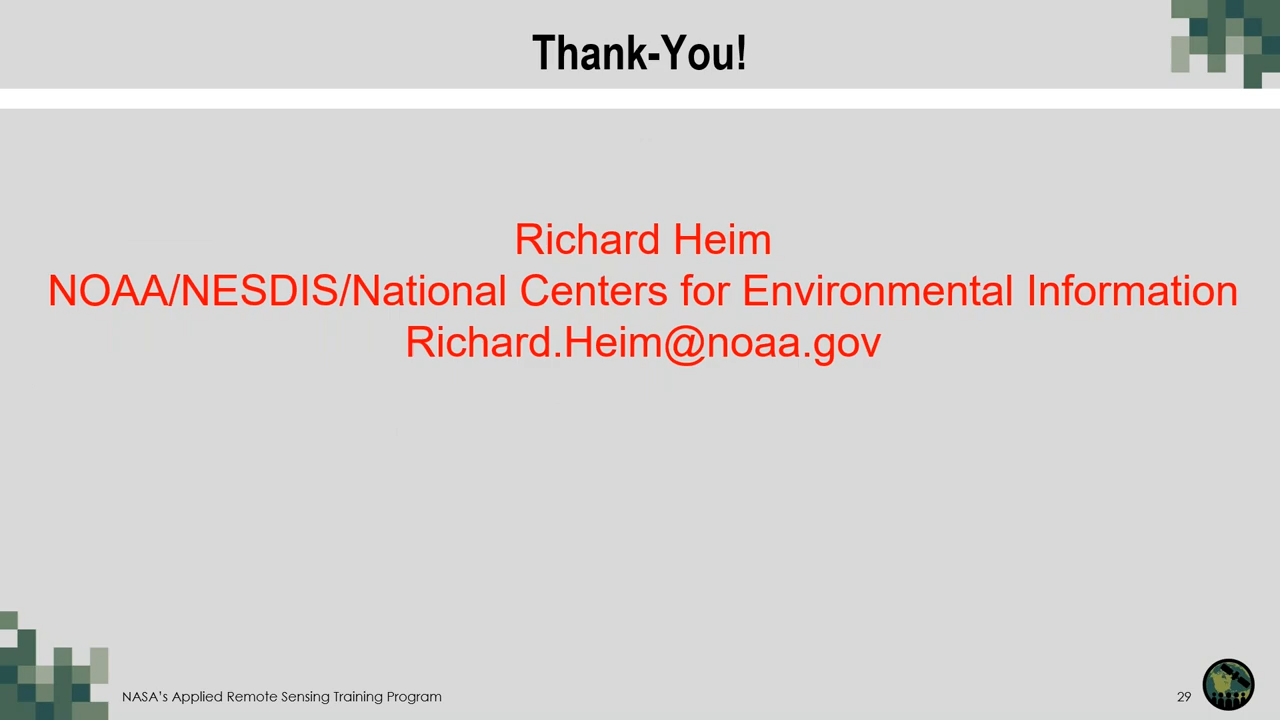 Thank-You!
Richard Heim
NOAA/NESDIS/National Centers for Environmental Information
Richard.Heim@noaa.gov
NASA's Applied Remote Sensing Training Program
29